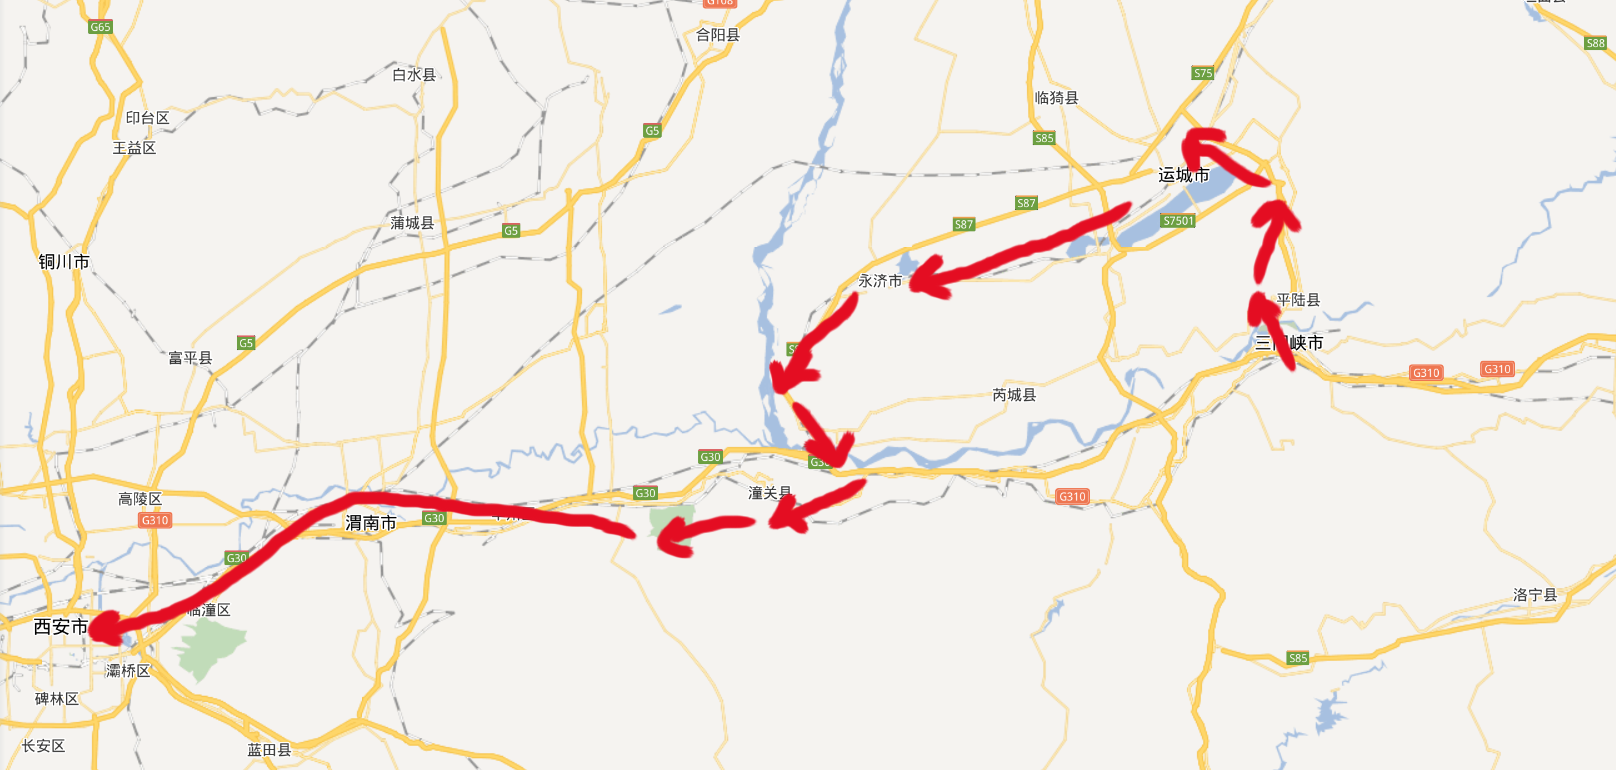 G108
三曲县
G65
合阳县
S88
白水县
S75
临猗县
印台区
G5
S85
王益区
运城市
蒲城县
S87
S87
S7501
G5
铜川市
永济市
平陆县
G5
三门峡市
富平县
G310
G310
芮城县
G30
G30
潼关县
G30
高陵区
G310
G310
渭南市
G30
G30
洛宁县
临潼区
西安市
S85
灞桥区
碑林区
长安区
蓝田县